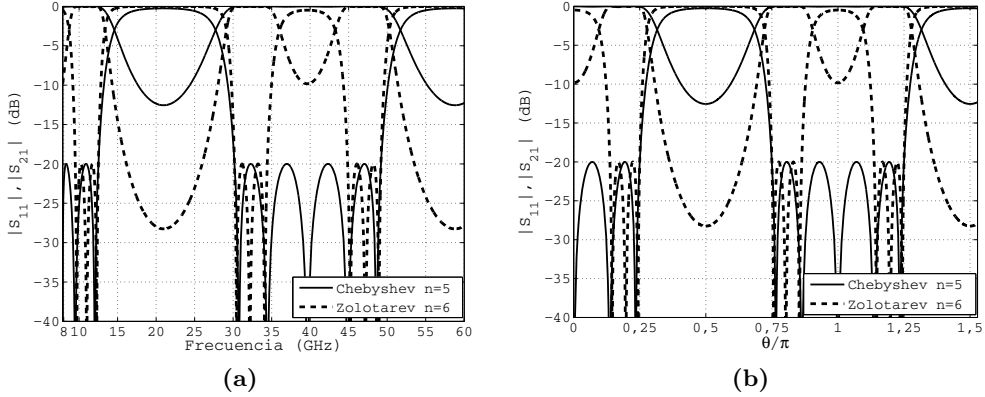 0
−5
−10
−15
−20
−25
−30
−35
−40
|S11|,|S21| (dB)
8 10 15 20 25 30 35 40 45 50 55 60
Frecuencia (GHz)
Chebyshev n=5
Zolotarev n=6
(a)
0
−5
−10
−15
−20
−25
−30
−35
−40
|S11|,|S21| (dB)
0 0,25 0,5 0,75 1 1,25 1,5
θ/π
Chebyshev n=5
Zolotarev n=6
(b)